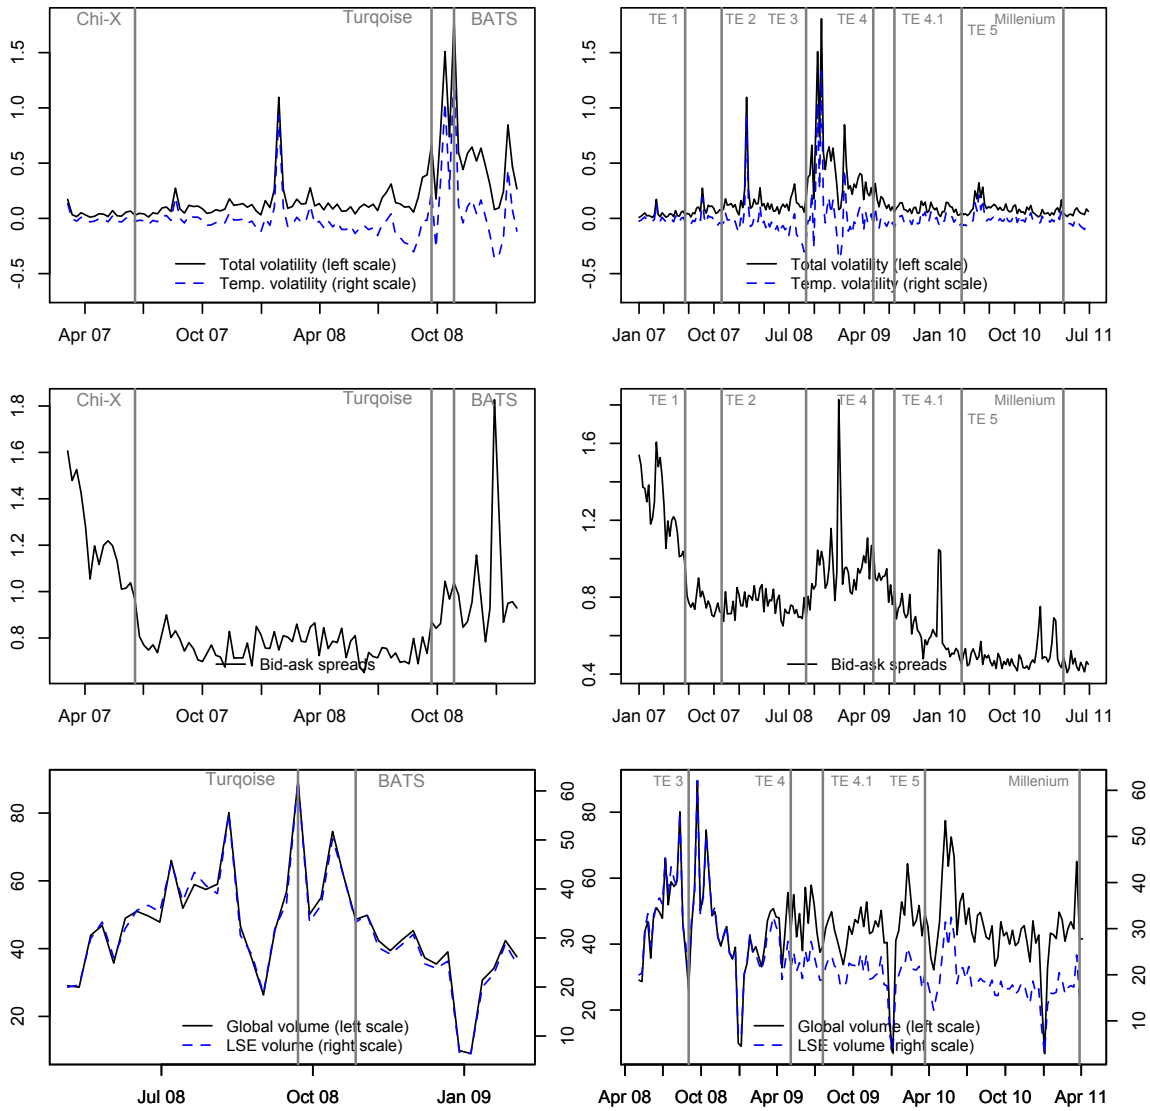 Chi-X Turqoise BATS
1.5
1.0
0.5
0.0
-0.5
Total volatility (left scale)
Temp. volatility (right scale)
Apr 07 Oct 07 Apr 08 Oct 08
TE 1 TE 2 TE 3 TE 4 TE 4.1 TE 5 Millenium
1.5
1.0
0.5
0.0
-0.5
Total volatility (left scale)
Temp. volatility (right scale)
Jan 07 Oct 07 Jul 08 Apr 09 Jan 10 Oct 10 Jul 11
Chi-X Turqoise BATS
1.8
1.6
1.4
1.2
1.0
0.8
Bid-ask spreads
Apr 07 Oct 07 Apr 08 Oct 08
TE 1 TE 2 TE 4 TE 4.1 Millenium
TE 5
1.6
1.2
0.8
0.4
Bid-ask spreads
Jan 07 Oct 07 Jul 08 Apr 09 Jan 10 Oct 10 Jul 11
Turqoise BATS
80
60
40
20
60
50
40
30
20
10
Global volume (left scale)
LSE volume (right scale)
Jul 08 Oct 08 Jan 09
TE 3 TE 4 TE 4.1 TE 5 Millenium
80
60
40
20
60
50
40
30
20
10
Global volume (left scale)
LSE volume (right scale)
Apr 08 Oct 08 Apr 09 Oct 09 Apr 10 Oct 10 Apr 11